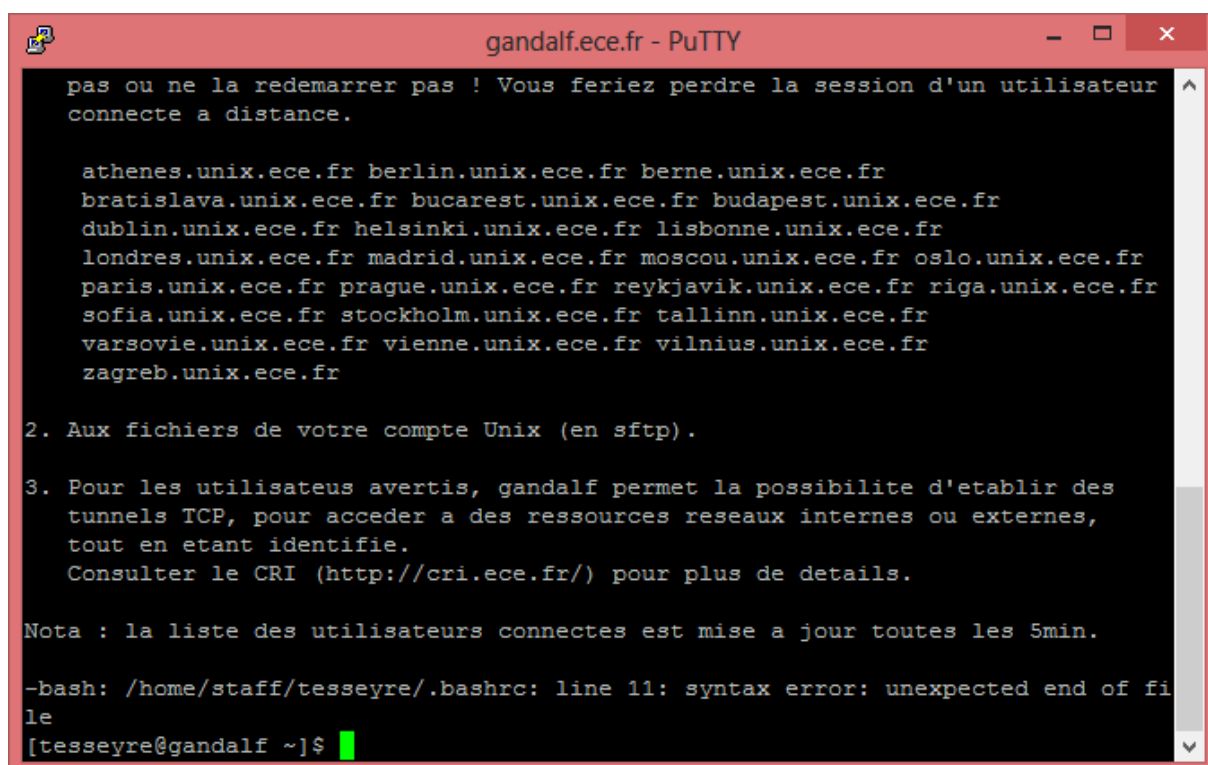 gandalf.ece.fr - PuTTY
pas ou ne la redemarrer pas ! Vous feriez perdre la session d'un utilisateur
connecte a distance.
athenes.unix.ece.fr berlin.unix.ece.fr berne.unix.ece.fr
bratislava.unix.ece.fr bucarest.unix.ece.fr budapest.unix.ece.fr
dublin.unix.ece.fr helsinki.unix.ece.fr lisbonne.unix.ece.fr
londres.unix.ece.fr madrid.unix.ece.fr moscou.unix.ece.fr oslo.unix.ece.fr
paris.unix.ece.fr prague.unix.ece.fr reykjavik.unix.ece.fr riga.unix.ece.fr
sofia.unix.ece.fr stockholm.unix.ece.fr tallinn.unix.ece.fr
varsovie.unix.ece.fr vienne.unix.ece.fr vilnius.unix.ece.fr
zagreb.unix.ece.fr
2. Aux fichiers de votre compte Unix (en sftp).
3. Pour les utilisateus avertis, gandalf permet la possibilite d'etablir des
tunnels TCP, pour acceder a des ressources reseaux internes ou externes,
tout en etant identifie.
Consulter le CRI (http://cri.ece.fr/) pour plus de details.
Nota : la liste des utilisateurs connectes est mise a jour toutes les 5min.
-bash: /home/staff/tesseyre/.bashrc: line 11: syntax error: unexpected end of fi
le
[tesseyre@gandalf ~]$